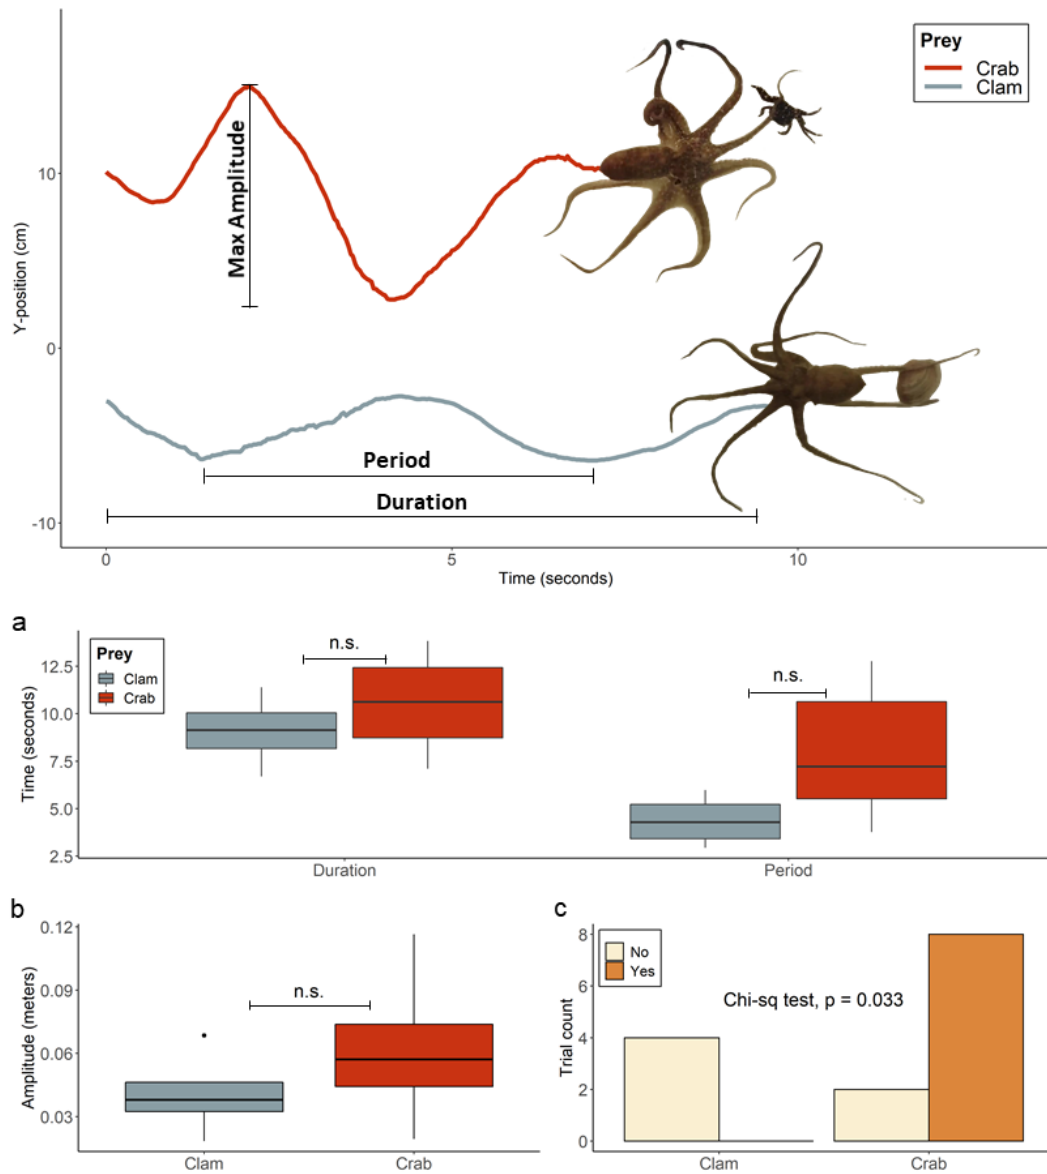 Prey
Crab
Clam
Max Amplitude
Y-position (cm)
10
0
-10
Period
Duration
0
5
10
Time (seconds)
a
Prey
Clam
Crab
n.s.
n.s.
Time (seconds)
12.5
10.0
7.5
5.0
2.5
Duration
Period
b
Amplitude (meters)
0.12
0.09
0.06
0.03
n.s.
Clam
Crab
c
No
Yes
Chi-sq test, p = 0.033
Trial count
8
6
4
2
0
Clam
Crab